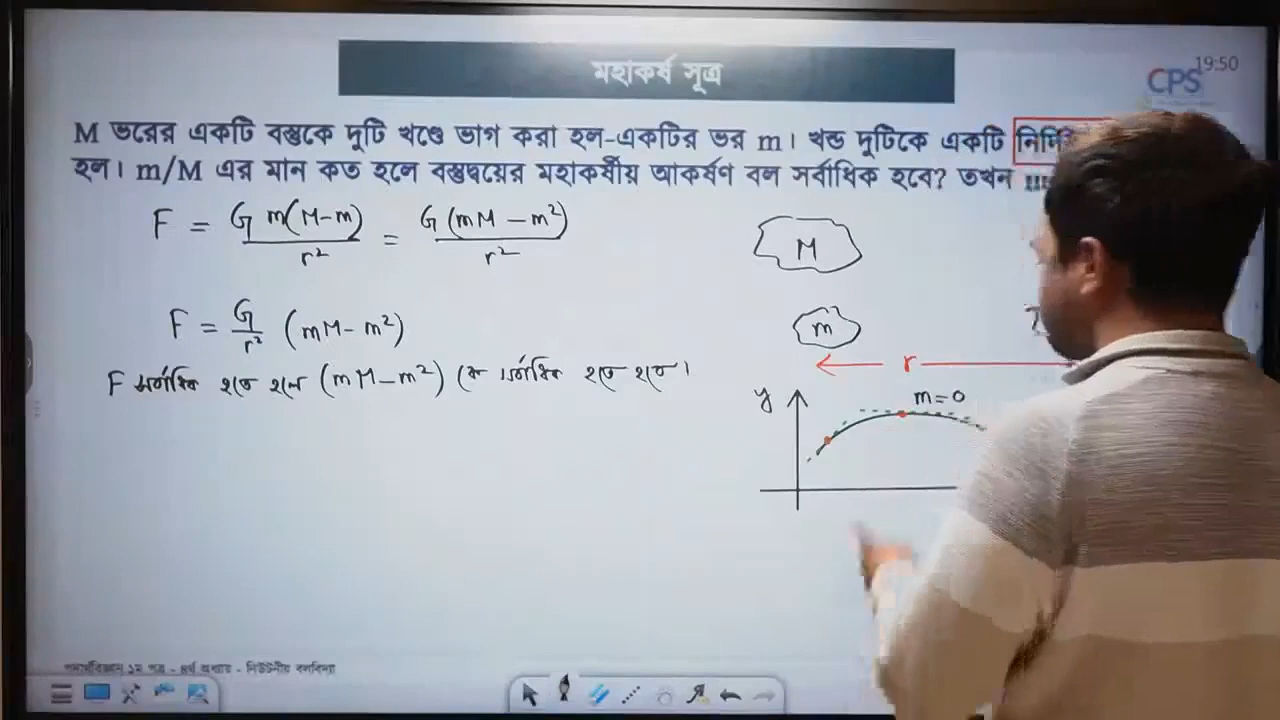 মহাকর্ষ সূত্র
19:50
CPS
M ভরের একটি বস্তুকে দুটি খণ্ডে ভাগ করা হল-একটির ভর m। খন্ড দুটিকে একটি
হল। m/M এর মান কত হলে বস্তুদ্বয়ের মহাকর্ষীয় আকর্ষণ বল সর্বাধিক হবে? তখন
F = G m(M-m) / r² = G (mM - m²) / r²
M
F = G / r² (mM - m²)
m
F সর্বাধিক হতে হলে (mM - m²) কে সর্বাধিক হতে হবে।
r
y
m=0
পদার্থবিজ্ঞান ১ম পত্র - ৪র্থ অধ্যায় - নিউটনীয় বলবিদ্যা